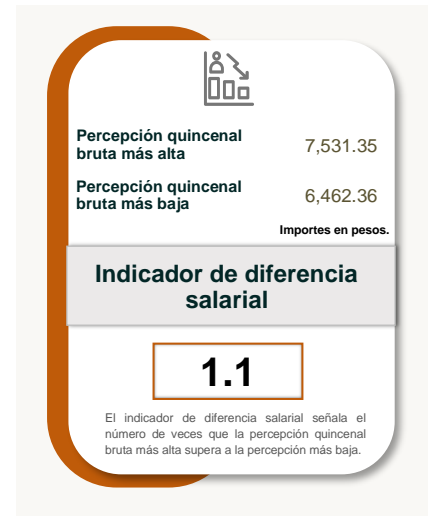 Percepción quincenal
bruta más alta
7,531.35
Percepción quincenal
bruta más baja
6,462.36
Importes en pesos.
Indicador de diferencia
salarial
1.1
El indicador de diferencia salarial señala el
número de veces que la percepción quincenal
bruta más alta supera a la percepción más baja.